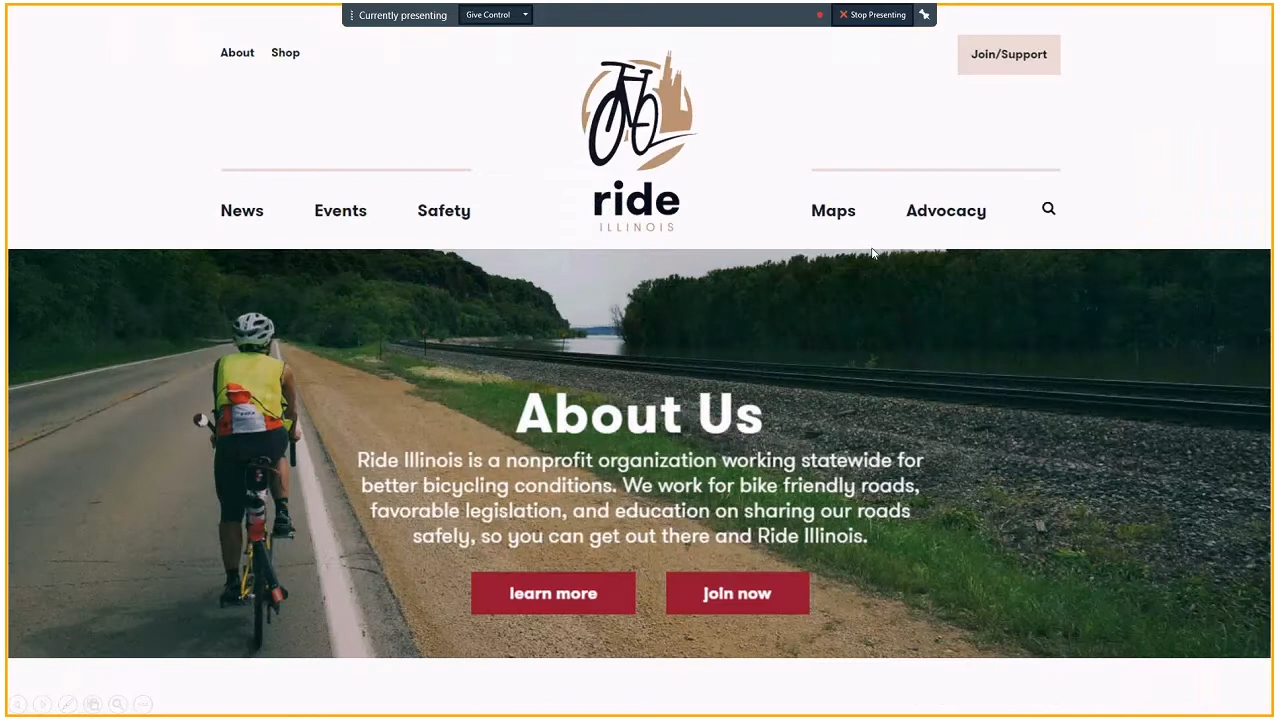 Currently presenting
Give Control
Stop Presenting
About
Shop
Join/Support
ride
ILLINOIS
News
Events
Safety
Maps
Advocacy
About Us
Ride Illinois is a nonprofit organization working statewide for
better bicycling conditions. We work for bike friendly roads,
favorable legislation, and education on sharing our roads
safely, so you can get out there and Ride Illinois.
learn more
join now